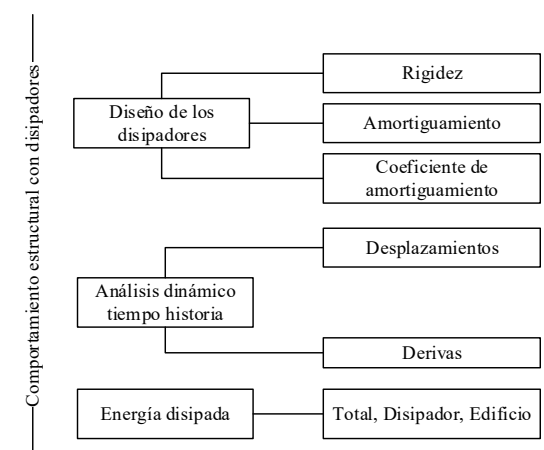 Comportamiento estructural con disipadores
Rigidez
Diseño de los
disipadores
Amortiguamiento
Coeficiente de
amortiguamiento
Desplazamientos
Análisis dinámico
tiempo historia
Derivas
Energía disipada
Total, Disipador, Edificio